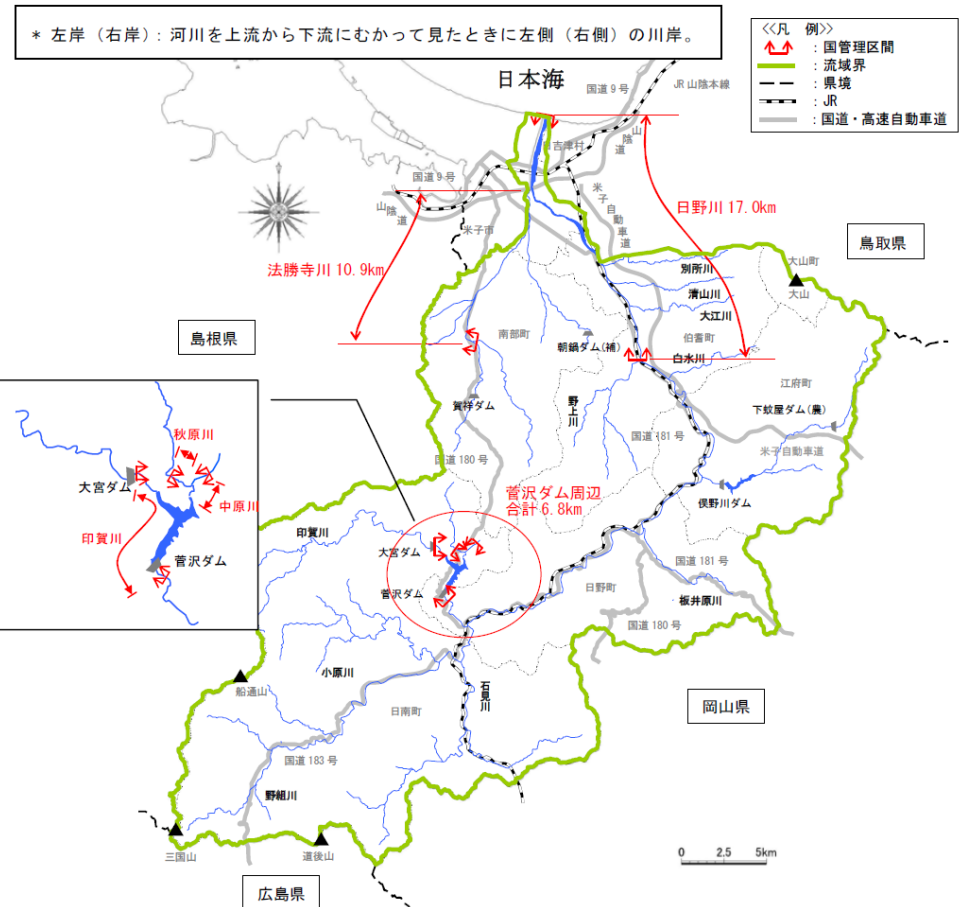 * 左岸（右岸）：河川を上流から下流にむかって見たときに左側（右側）の川岸。
≪凡 例≫
：国管理区間
：流域界
：県境
：JR
：国道・高速自動車道
日本海
国道9号
JR山陰本線
山陰道
日吉津村
国道9号
山陰道
米子市
米子自動車道
日野川 17.0km
法勝寺川 10.9km
鳥取県
大山町
大山
別所川
清山川
大江川
伯耆町
白水川
島根県
南部町
朝鍋ダム(補)
江府町
下蚊屋ダム(農)
賀祥ダム
野上川
国道181号
米子自動車道
国道180号
俣野川ダム
菅沢ダム周辺
合計 6.8km
秋原川
大宮ダム
中原川
印賀川
菅沢ダム
印賀川
大宮ダム
菅沢ダム
日野町
国道181号
板井原川
国道180号
小原川
船通山
石見川
日南町
岡山県
国道183号
野組川
三国山
道後山
広島県
0 2.5 5km